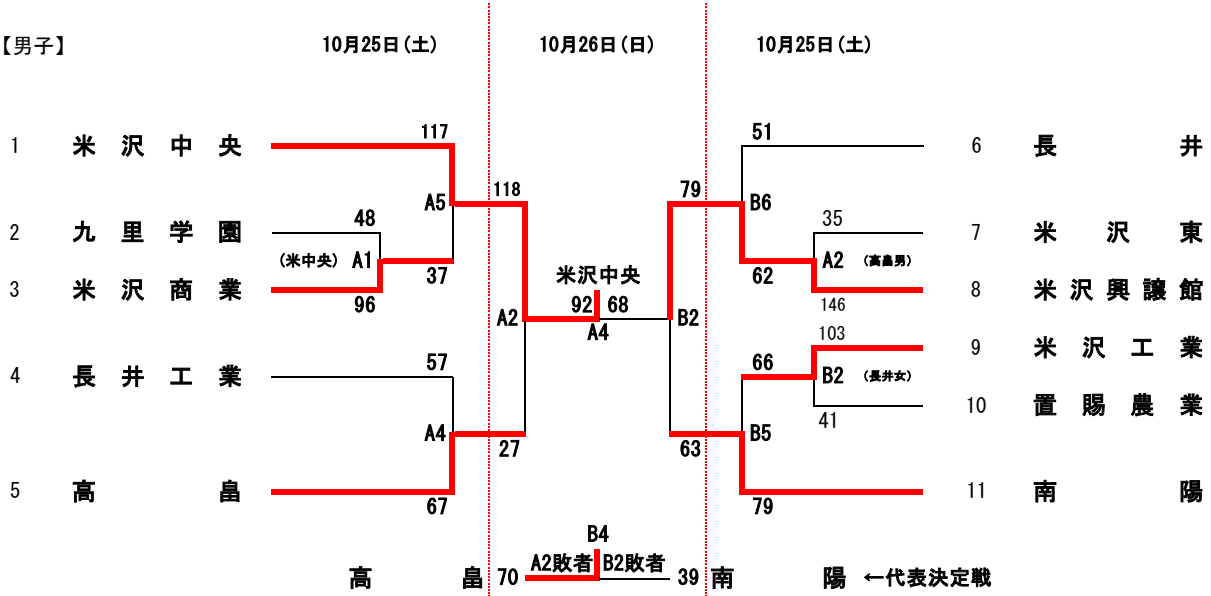 【男子】 10月25日(土) 10月26日(日) 10月25日(土)
117 51
1 米沢中央 6 長井
118 79
A5 B6
48 35
2 九里学園 7 米沢東
(米中央) A1 A2 (高畠男)
37 米沢中央 62
3 米沢商業 8 米沢興譲館
96 92 68 146
A2 A4 B2 103
9 米沢工業
57 66
4 長井工業 B2 (長井女)
10 置賜農業
41
A4 B5
27 63
5 高畠 11 南陽
67 79
B4
A2敗者 B2敗者
高畠 70 39 南陽 ←代表決定戦